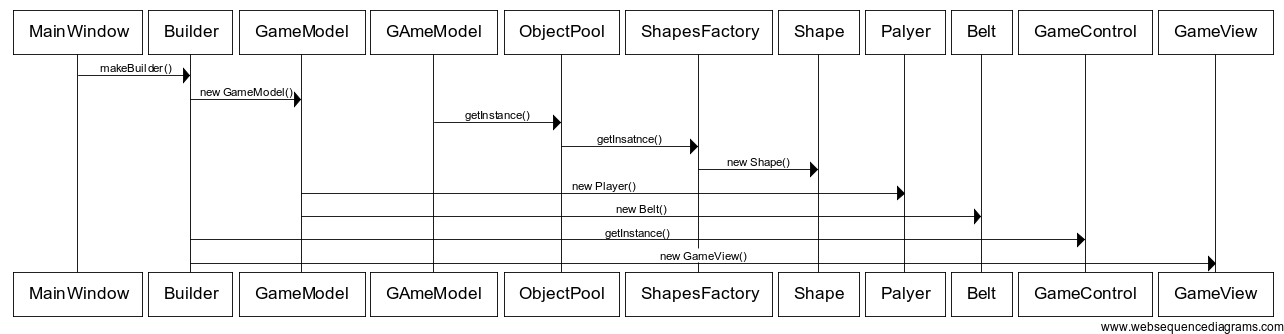 MainWindow Builder GameModel GAmeModel ObjectPool ShapesFactory Shape Palyer Belt GameControl GameView
makeBuilder()
new GameModel()
getInstance()
getInsatnce()
new Shape()
new Player()
new Belt()
getInstance()
new GameView()
MainWindow Builder GameModel GAmeModel ObjectPool ShapesFactory Shape Palyer Belt GameControl GameView
www.websequencediagrams.com